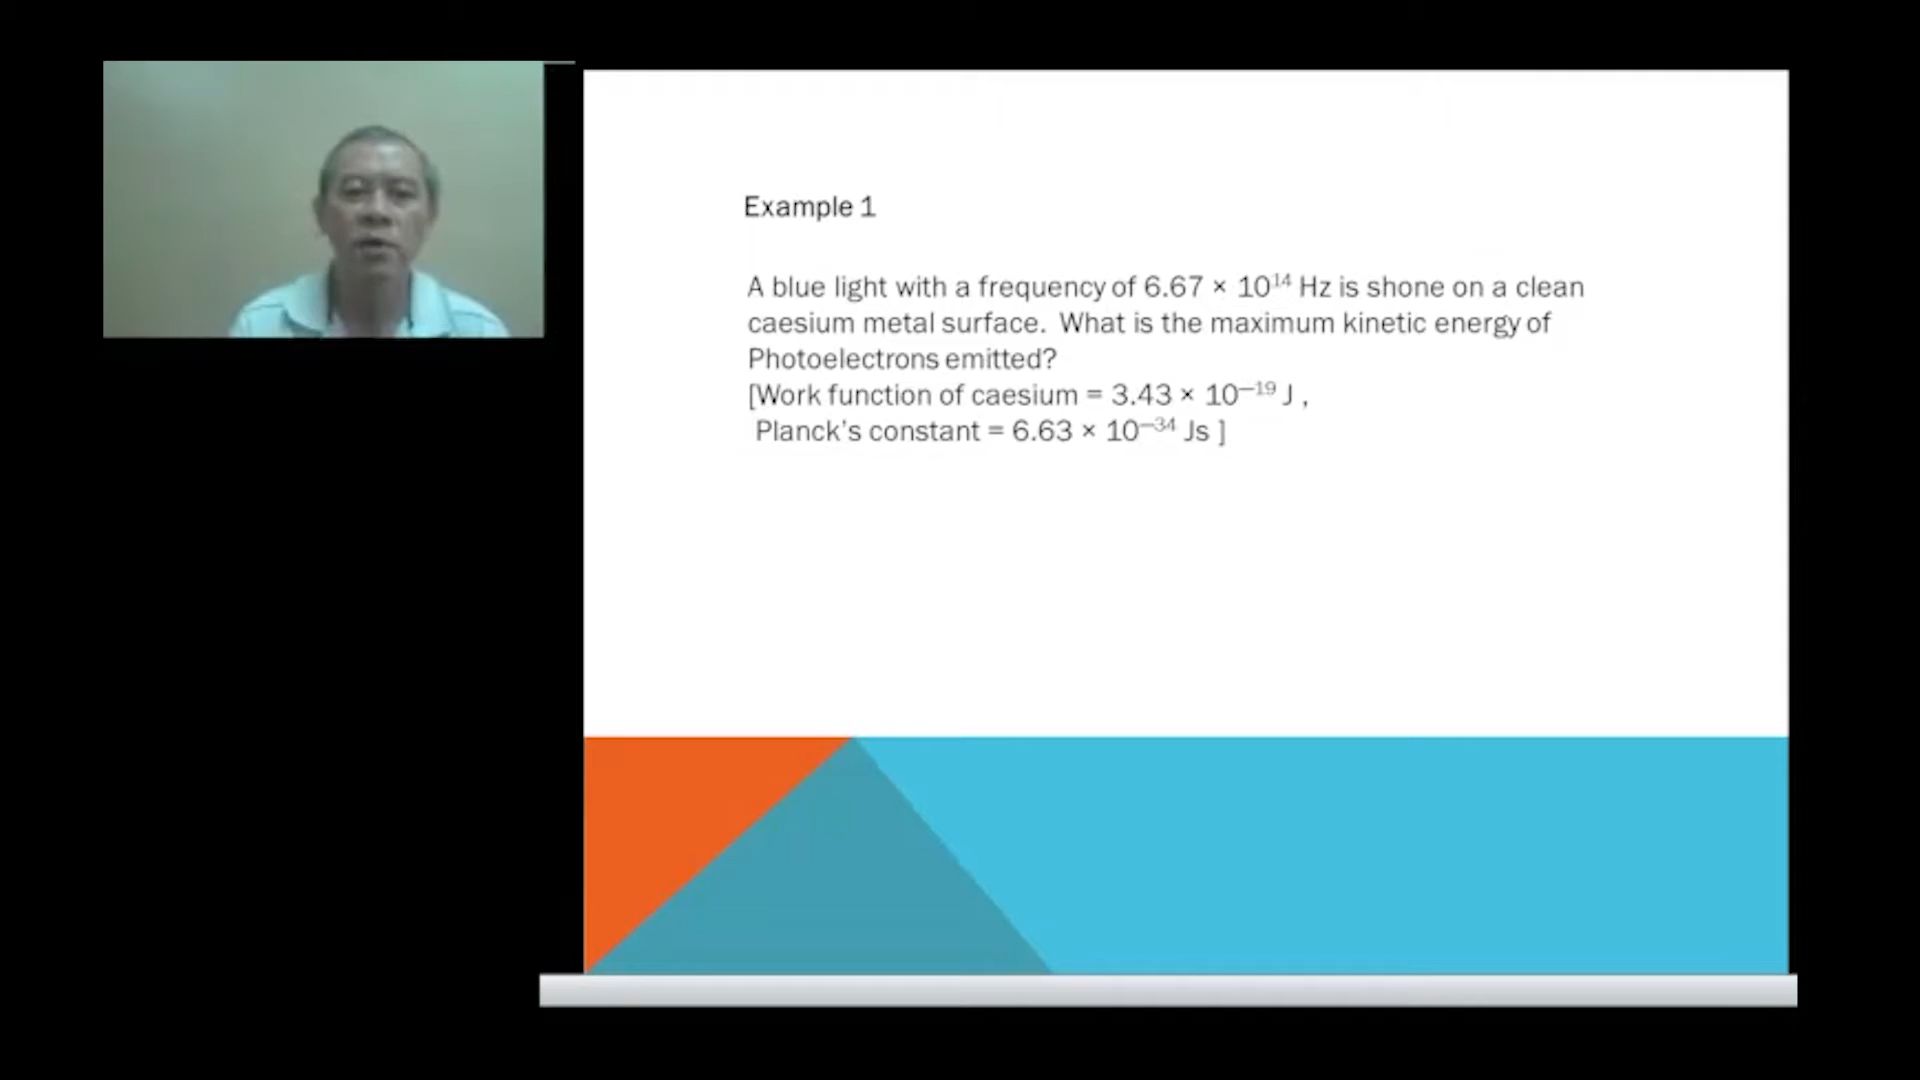 Example 1
A blue light with a frequency of 6.67 × 10¹⁴ Hz is shone on a clean
caesium metal surface. What is the maximum kinetic energy of
Photoelectrons emitted?
[Work function of caesium = 3.43 × 10⁻¹⁹ J ,
Planck’s constant = 6.63 × 10⁻³⁴ Js ]